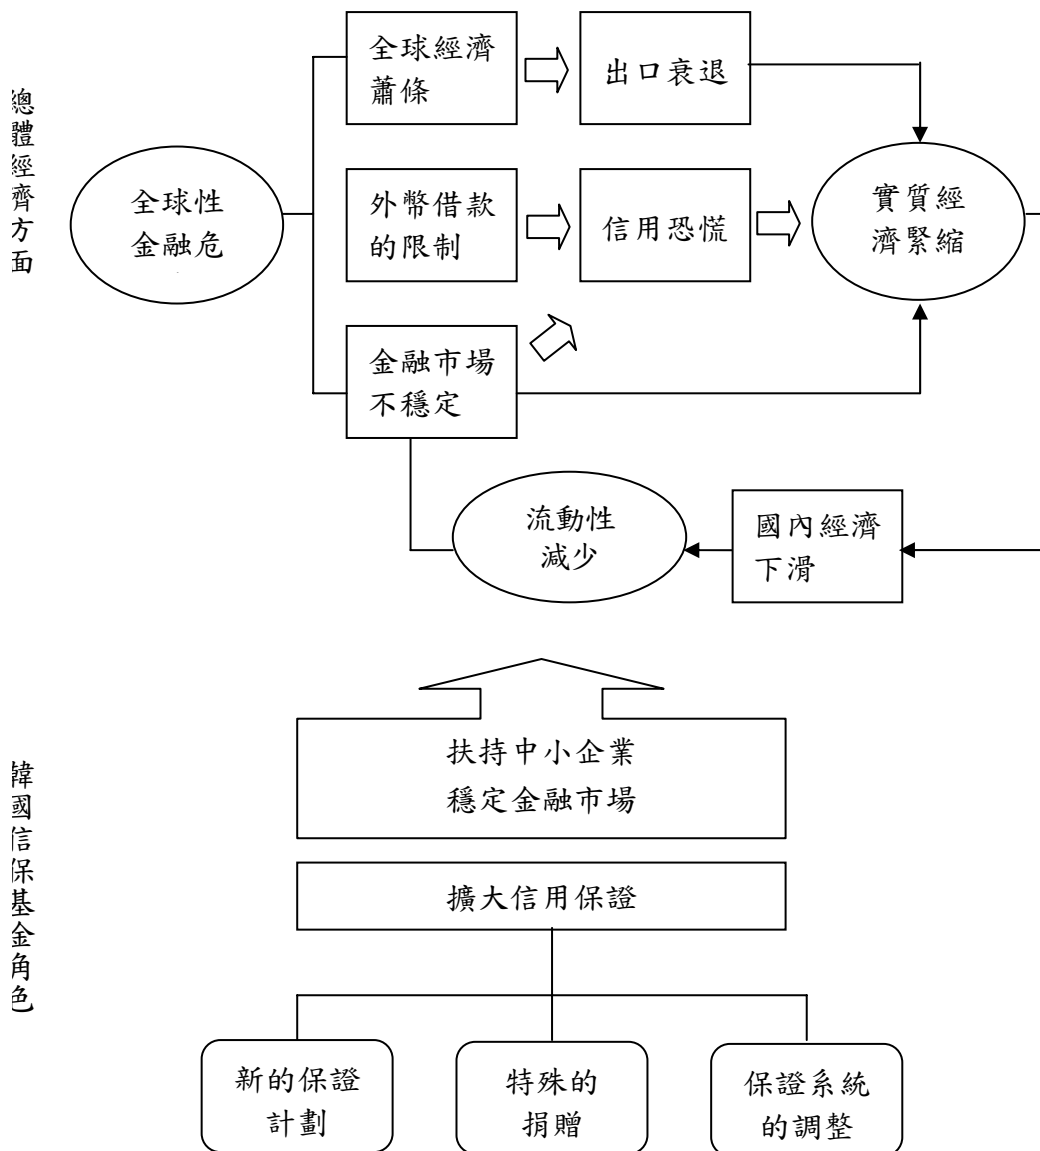 總體經濟方面
全球經濟
蕭條
出口衰退
全球性
金融危
外幣借款
的限制
信用恐慌
實質經
濟緊縮
金融市場
不穩定
流動性
減少
國內經濟
下滑
韓國信保基金角色
扶持中小企業
穩定金融市場
擴大信用保證
新的保證
計劃
特殊的
捐贈
保證系統
的調整